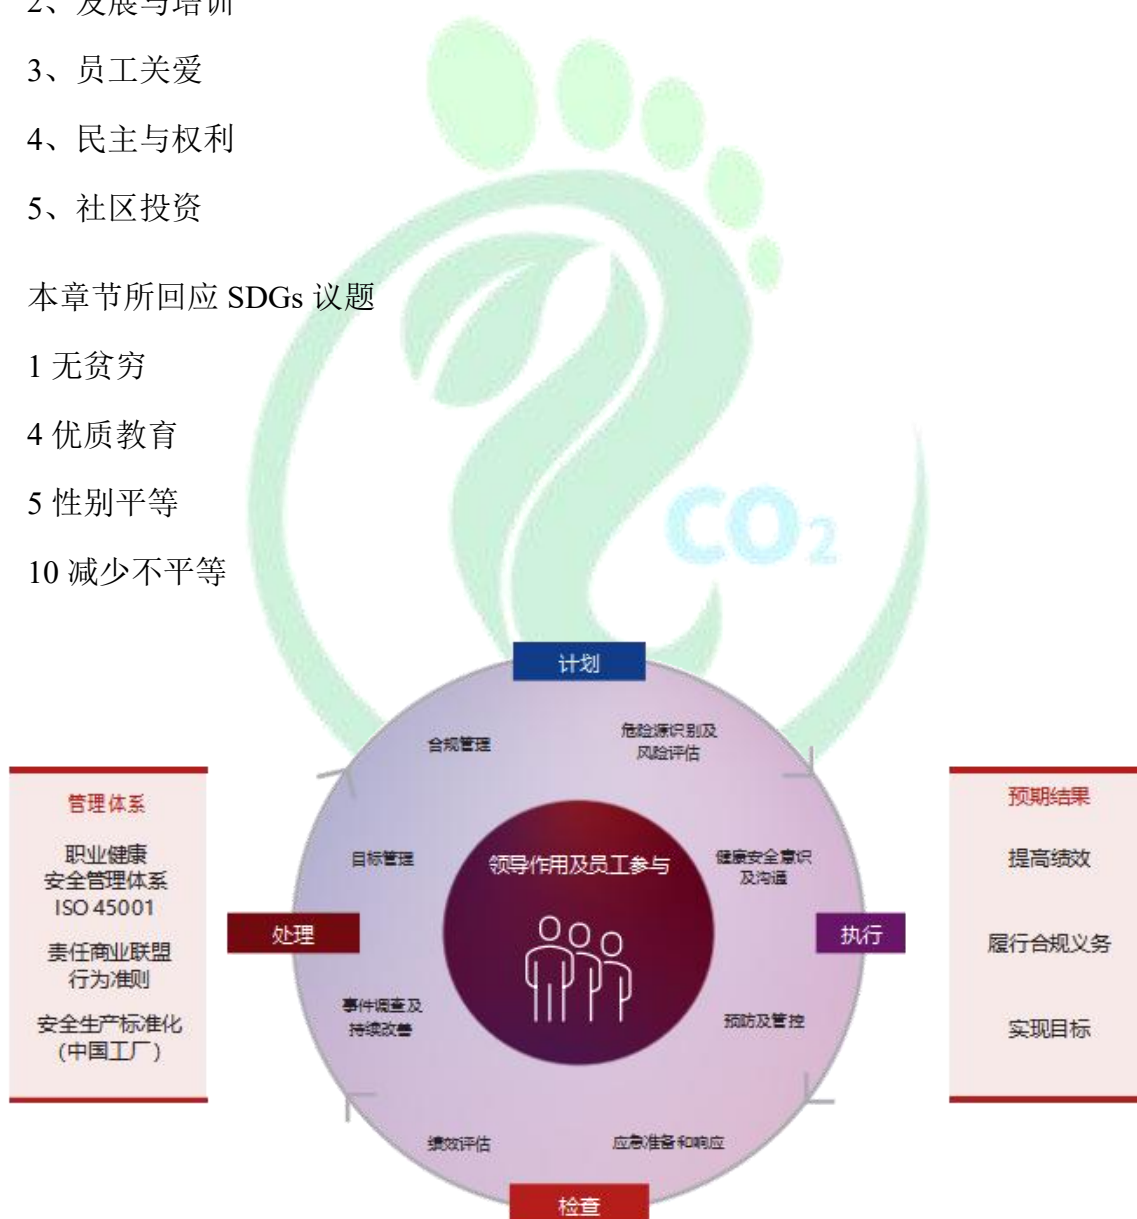 2、发展与培训
3、员工关爱
4、民主与权利
5、社区投资
本章节所回应 SDGs 议题
1 无贫穷
4 优质教育
5 性别平等
10 减少不平等
CO2
计划
合规管理
危险源识别及
风险评估
管理体系
职业健康
安全管理体系
ISO 45001
责任商业联盟
行为准则
安全生产标准化
(中国工厂)
目标管理
领导作用及员工参与
健康安全意识
及沟通
处理
执行
事件调查及
持续改善
预防及管控
绩效评估
应急准备和响应
检查
预期结果
提高绩效
履行合规义务
实现目标